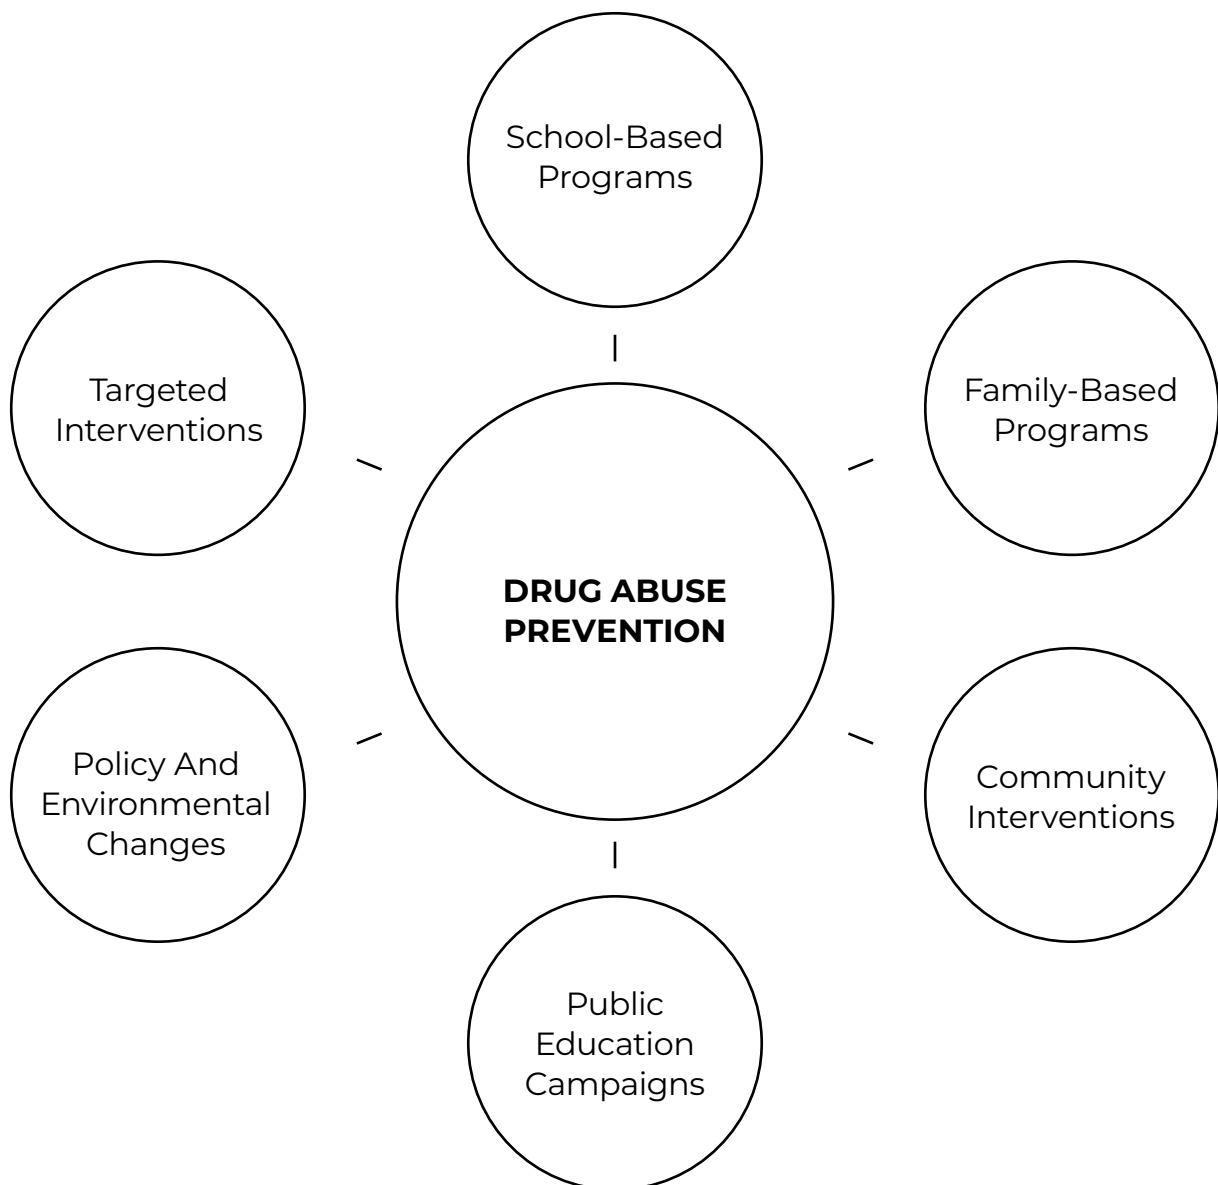 School-Based
Programs
Targeted
Interventions
Family-Based
Programs
DRUG ABUSE
PREVENTION
Policy And
Environmental
Changes
Community
Interventions
Public
Education
Campaigns